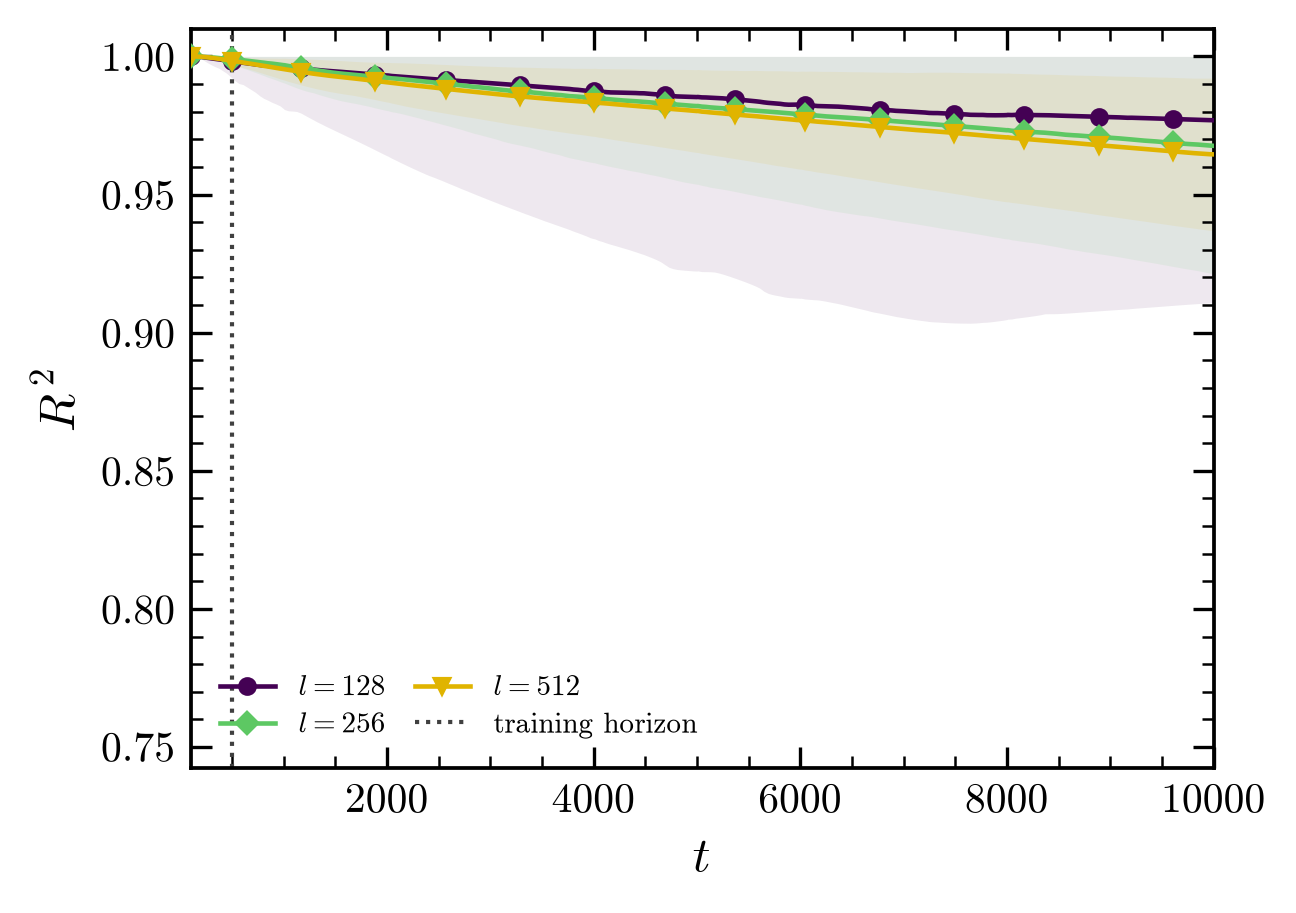 1.00
0.95
0.90
0.85
0.80
0.75
R²
l = 128
l = 256
l = 512
training horizon
2000 4000 6000 8000 10000
t